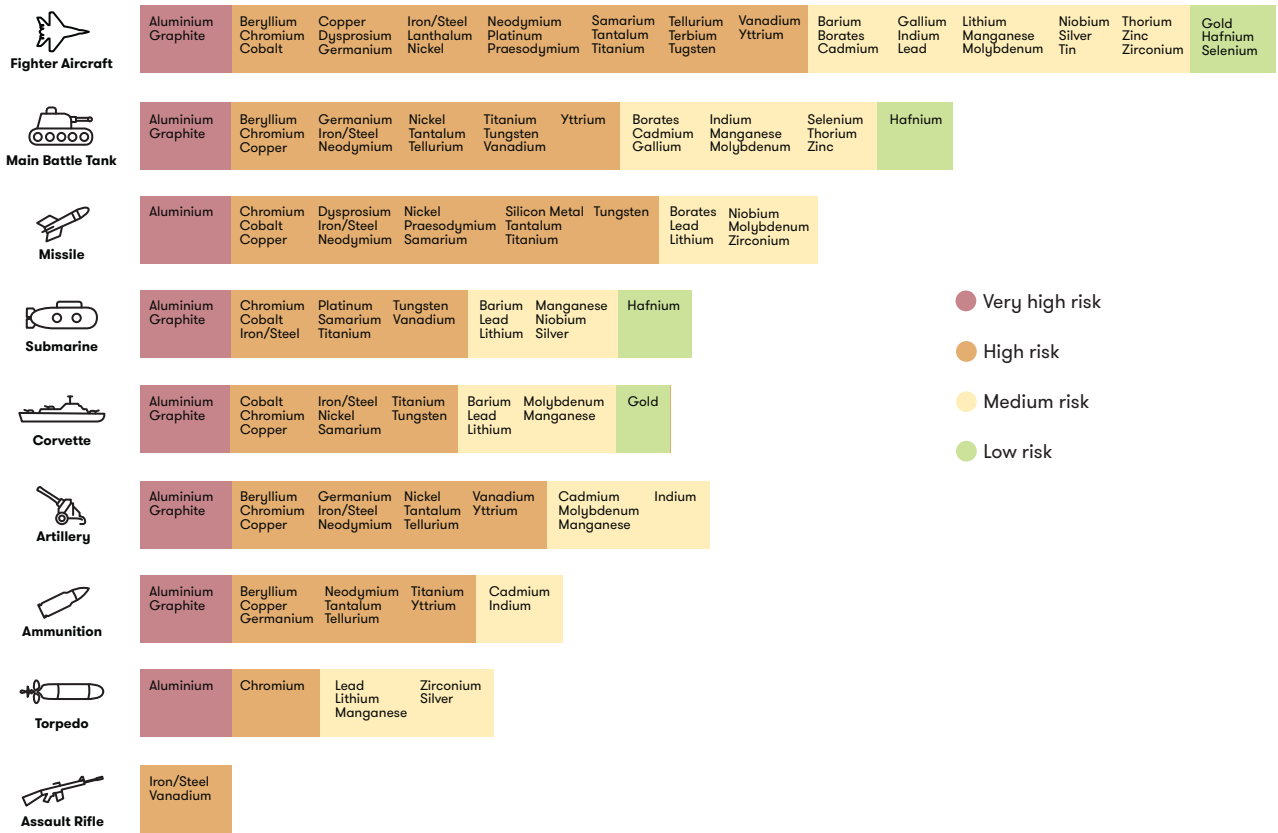 Fighter Aircraft
Aluminium
Graphite
Beryllium
Chromium
Cobalt
Copper
Dysprosium
Germanium
Iron/Steel
Lanthalum
Nickel
Neodymium
Platinum
Praesodymium
Samarium
Tantalum
Titanium
Tellurium
Terbium
Tugsten
Vanadium
Yttrium
Barium
Borates
Cadmium
Gallium
Indium
Lead
Lithium
Manganese
Molybdenum
Niobium
Silver
Tin
Thorium
Zinc
Zirconium
Gold
Hafnium
Selenium
Main Battle Tank
Aluminium
Graphite
Beryllium
Chromium
Copper
Germanium
Iron/Steel
Neodymium
Nickel
Tantalum
Tellurium
Titanium
Tungsten
Vanadium
Yttrium
Borates
Cadmium
Gallium
Indium
Manganese
Molybdenum
Selenium
Thorium
Zinc
Hafnium
Missile
Aluminium
Chromium
Cobalt
Copper
Dysprosium
Iron/Steel
Neodymium
Nickel
Praesodymium
Samarium
Silicon Metal
Tantalum
Titanium
Tungsten
Borates
Lead
Lithium
Niobium
Molybdenum
Zirconium
Submarine
Aluminium
Graphite
Chromium
Cobalt
Iron/Steel
Platinum
Samarium
Titanium
Tungsten
Vanadium
Barium
Lead
Lithium
Manganese
Niobium
Silver
Hafnium
Corvette
Aluminium
Graphite
Cobalt
Chromium
Copper
Iron/Steel
Nickel
Samarium
Titanium
Tungsten
Barium
Lead
Lithium
Molybdenum
Manganese
Gold
Artillery
Aluminium
Graphite
Beryllium
Chromium
Copper
Germanium
Iron/Steel
Neodymium
Nickel
Tantalum
Tellurium
Vanadium
Yttrium
Cadmium
Molybdenum
Manganese
Indium
Ammunition
Aluminium
Graphite
Beryllium
Copper
Germanium
Neodymium
Tantalum
Tellurium
Titanium
Yttrium
Cadmium
Indium
Torpedo
Aluminium
Chromium
Lead
Lithium
Manganese
Zirconium
Silver
Assault Rifle
Iron/Steel
Vanadium
Very high risk
High risk
Medium risk
Low risk